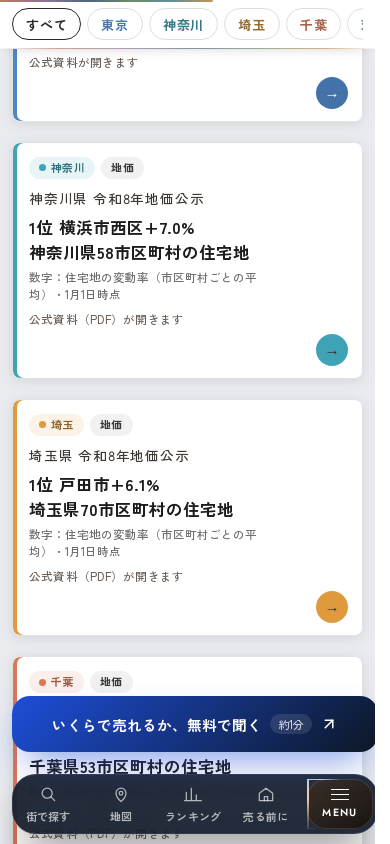 すべて 東京 神奈川 埼玉 千葉
公式資料が開きます
→
神奈川 地価
神奈川県 令和8年地価公示
1位 横浜市西区+7.0%
神奈川県58市区町村の住宅地
数字：住宅地の変動率（市区町村ごとの平
均）・1月1日時点
公式資料（PDF）が開きます
→
埼玉 地価
埼玉県 令和8年地価公示
1位 戸田市+6.1%
埼玉県70市区町村の住宅地
数字：住宅地の変動率（市区町村ごとの平
均）・1月1日時点
公式資料（PDF）が開きます
→
千葉 地価
いくらで売れるか、無料で聞く 約1分
千葉県53市区町村の住宅地
街で探す 地図 ランキング 売る前に MENU
公式資料（PDF）が開きます